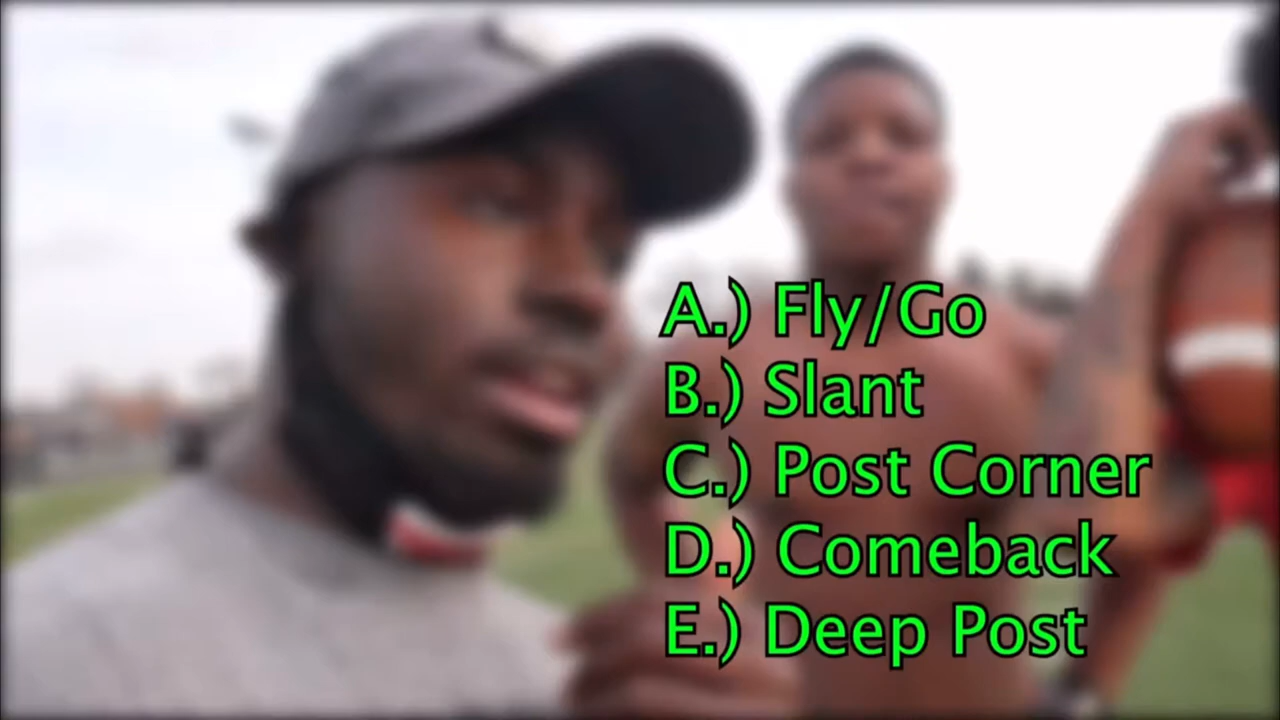 A.) Fly/Go
B.) Slant
C.) Post Corner
D.) Comeback
E.) Deep Post